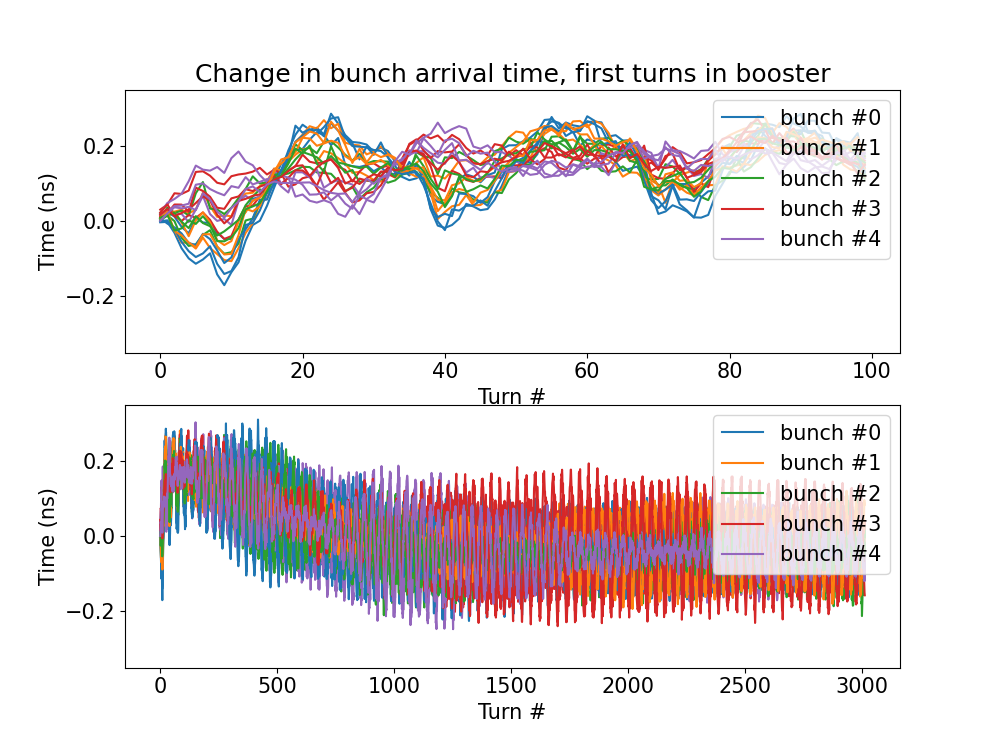 Change in bunch arrival time, first turns in booster
Time (ns)
0.2
0.0
−0.2
bunch #0
bunch #1
bunch #2
bunch #3
bunch #4
0 20 40 60 80 100
Turn #
Time (ns)
0.2
0.0
−0.2
bunch #0
bunch #1
bunch #2
bunch #3
bunch #4
0 500 1000 1500 2000 2500 3000
Turn #